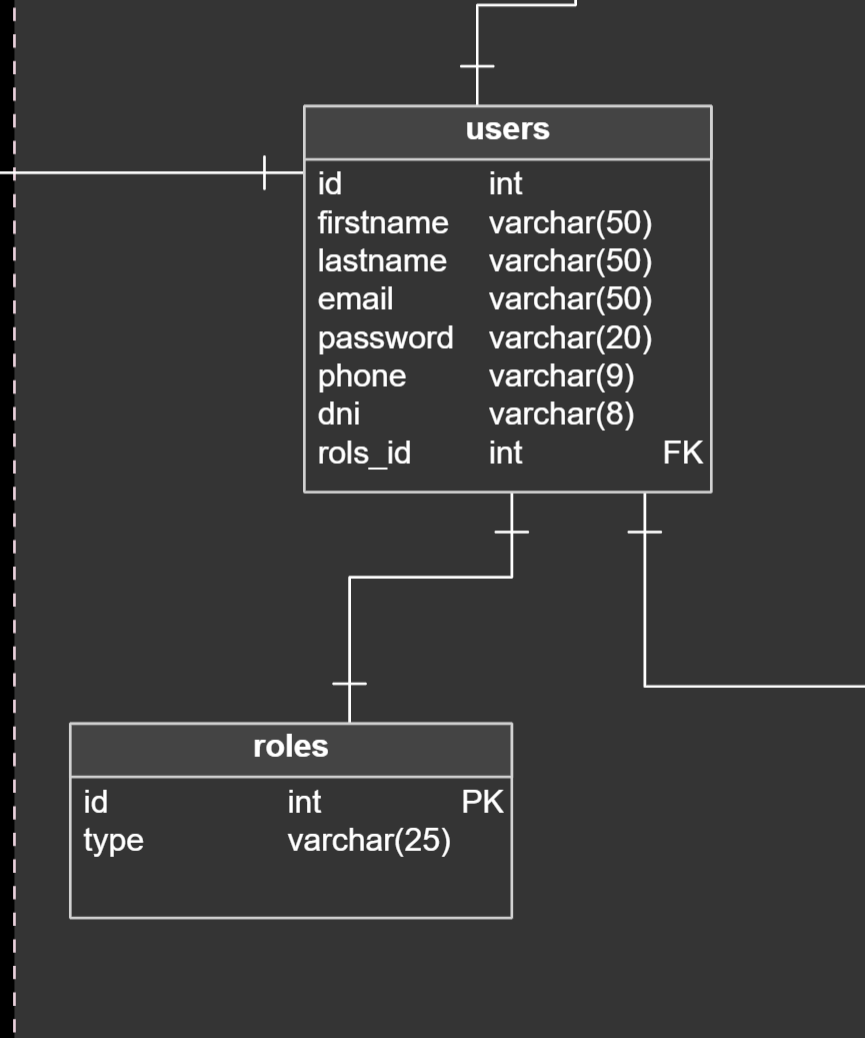 users
id int
firstname varchar(50)
lastname varchar(50)
email varchar(50)
password varchar(20)
phone varchar(9)
dni varchar(8)
rols_id int FK
roles
id int PK
type varchar(25)